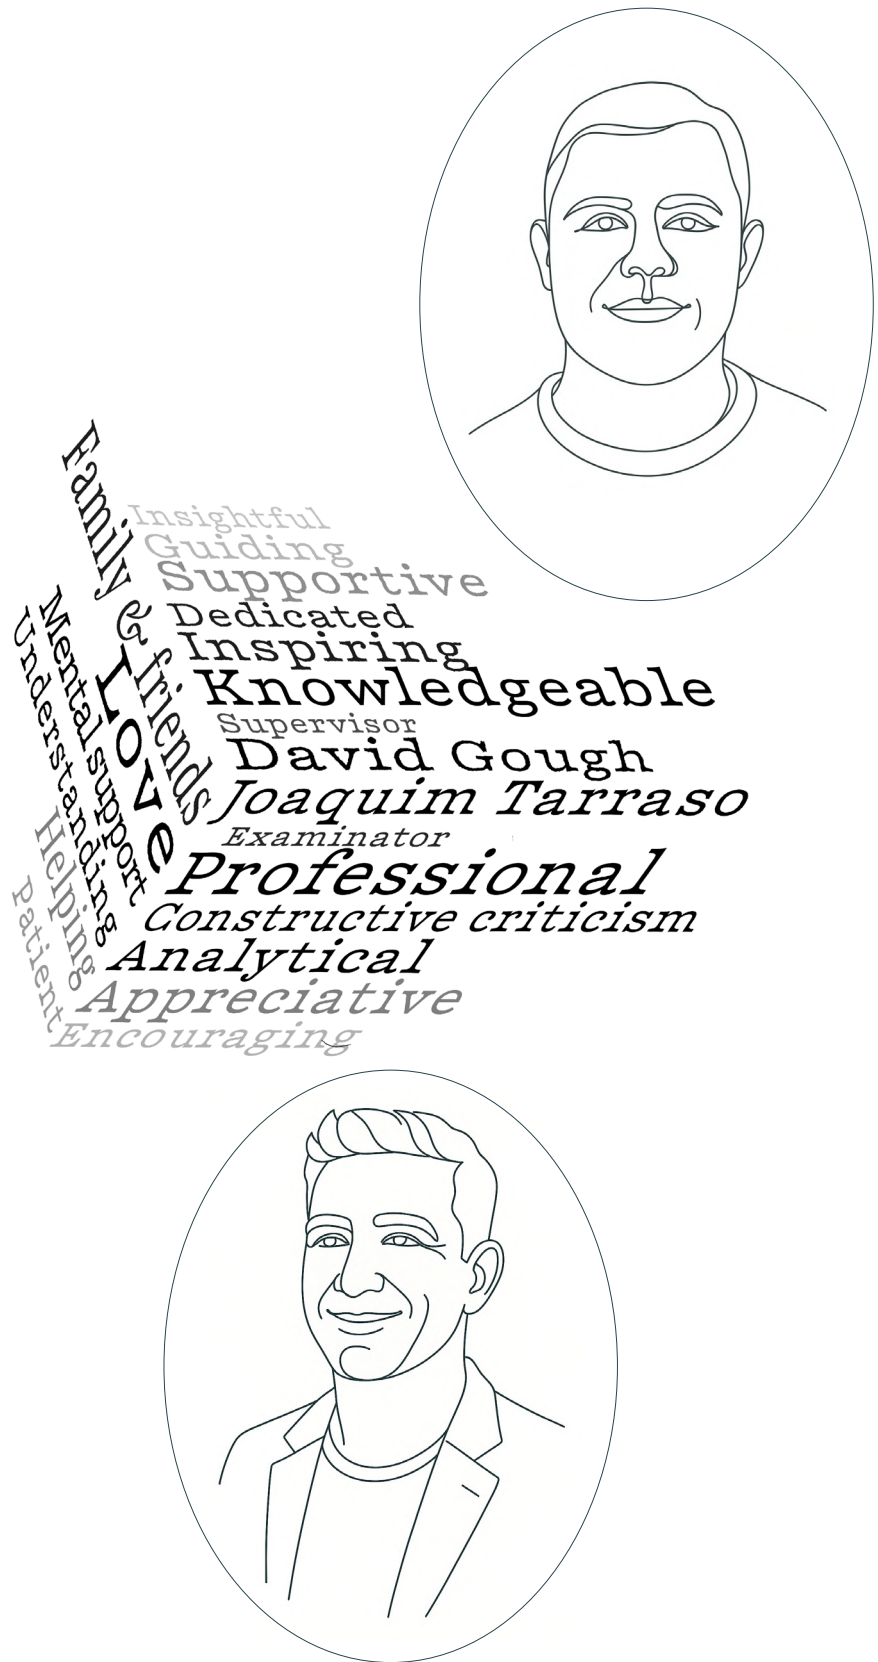 Family & friends
Love
Mental support
Understanding
Helping
Patient
Insightful
Guiding
Supportive
Dedicated
Inspiring
Knowledgeable
Supervisor
David Gough
Joaquim Tarraso
Examinator
Professional
Constructive criticism
Analytical
Appreciative
Encouraging